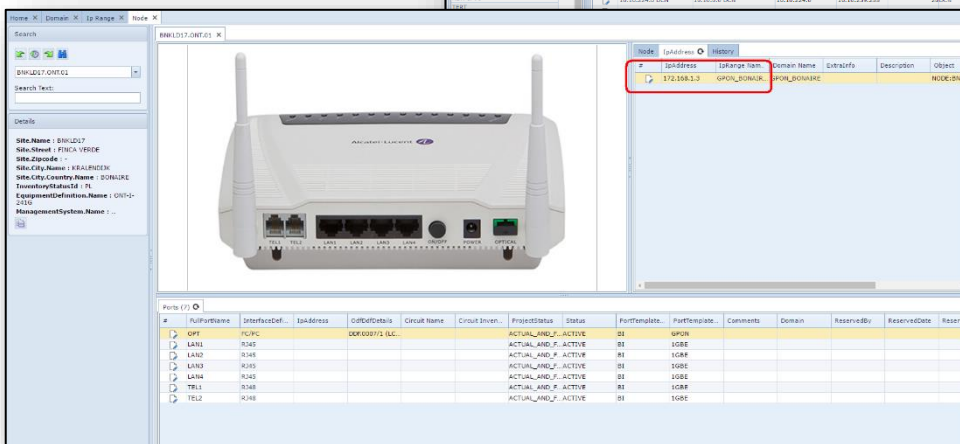 Home X Domain X Ip Range X Node X
Search
BNKLD17.ONT.01
Search Text:
Details
Site.Name : BNKLD17
Site.Street : FINCA VERDE
Site.Zipcode : -
Site.City.Name : KRALENDIJK
Site.City.Country.Name : BONAIRE
InventoryStatusId : PL
EquipmentDefinition.Name : ONT-I-
241G
ManagementSystem.Name : ..
BNKLD17.ONT.01 X
Alcatel-Lucent
TEL1 TEL2 LAN1 LAN2 LAN3 LAN4 ON/OFF POWER OPTICAL
Node IpAddress History
# IpAddress IpRange Nam.. Domain Name ExtraInfo Description Object
172.168.1.3 GPON_BONAIR... GPON_BONAIRE NODE:BN
Ports (7)
# FullPortName InterfaceDefi... IpAddress OdfDdfDetails Circuit Name Circuit Inven... ProjectStatus Status PortTemplate.. PortTemplate.. Comments Domain ReservedBy ReservedDate Reser
OPT FC/PC DDF.0007/1 (LC... ACTUAL_AND_F... ACTIVE BI GPON
LAN1 RJ45 ACTUAL_AND_F... ACTIVE BI 1GBE
LAN2 RJ45 ACTUAL_AND_F... ACTIVE BI 1GBE
LAN3 RJ45 ACTUAL_AND_F... ACTIVE BI 1GBE
LAN4 RJ45 ACTUAL_AND_F... ACTIVE BI 1GBE
TEL1 RJ48 ACTUAL_AND_F... ACTIVE BI 1GBE
TEL2 RJ48 ACTUAL_AND_F... ACTIVE BI 1GBE